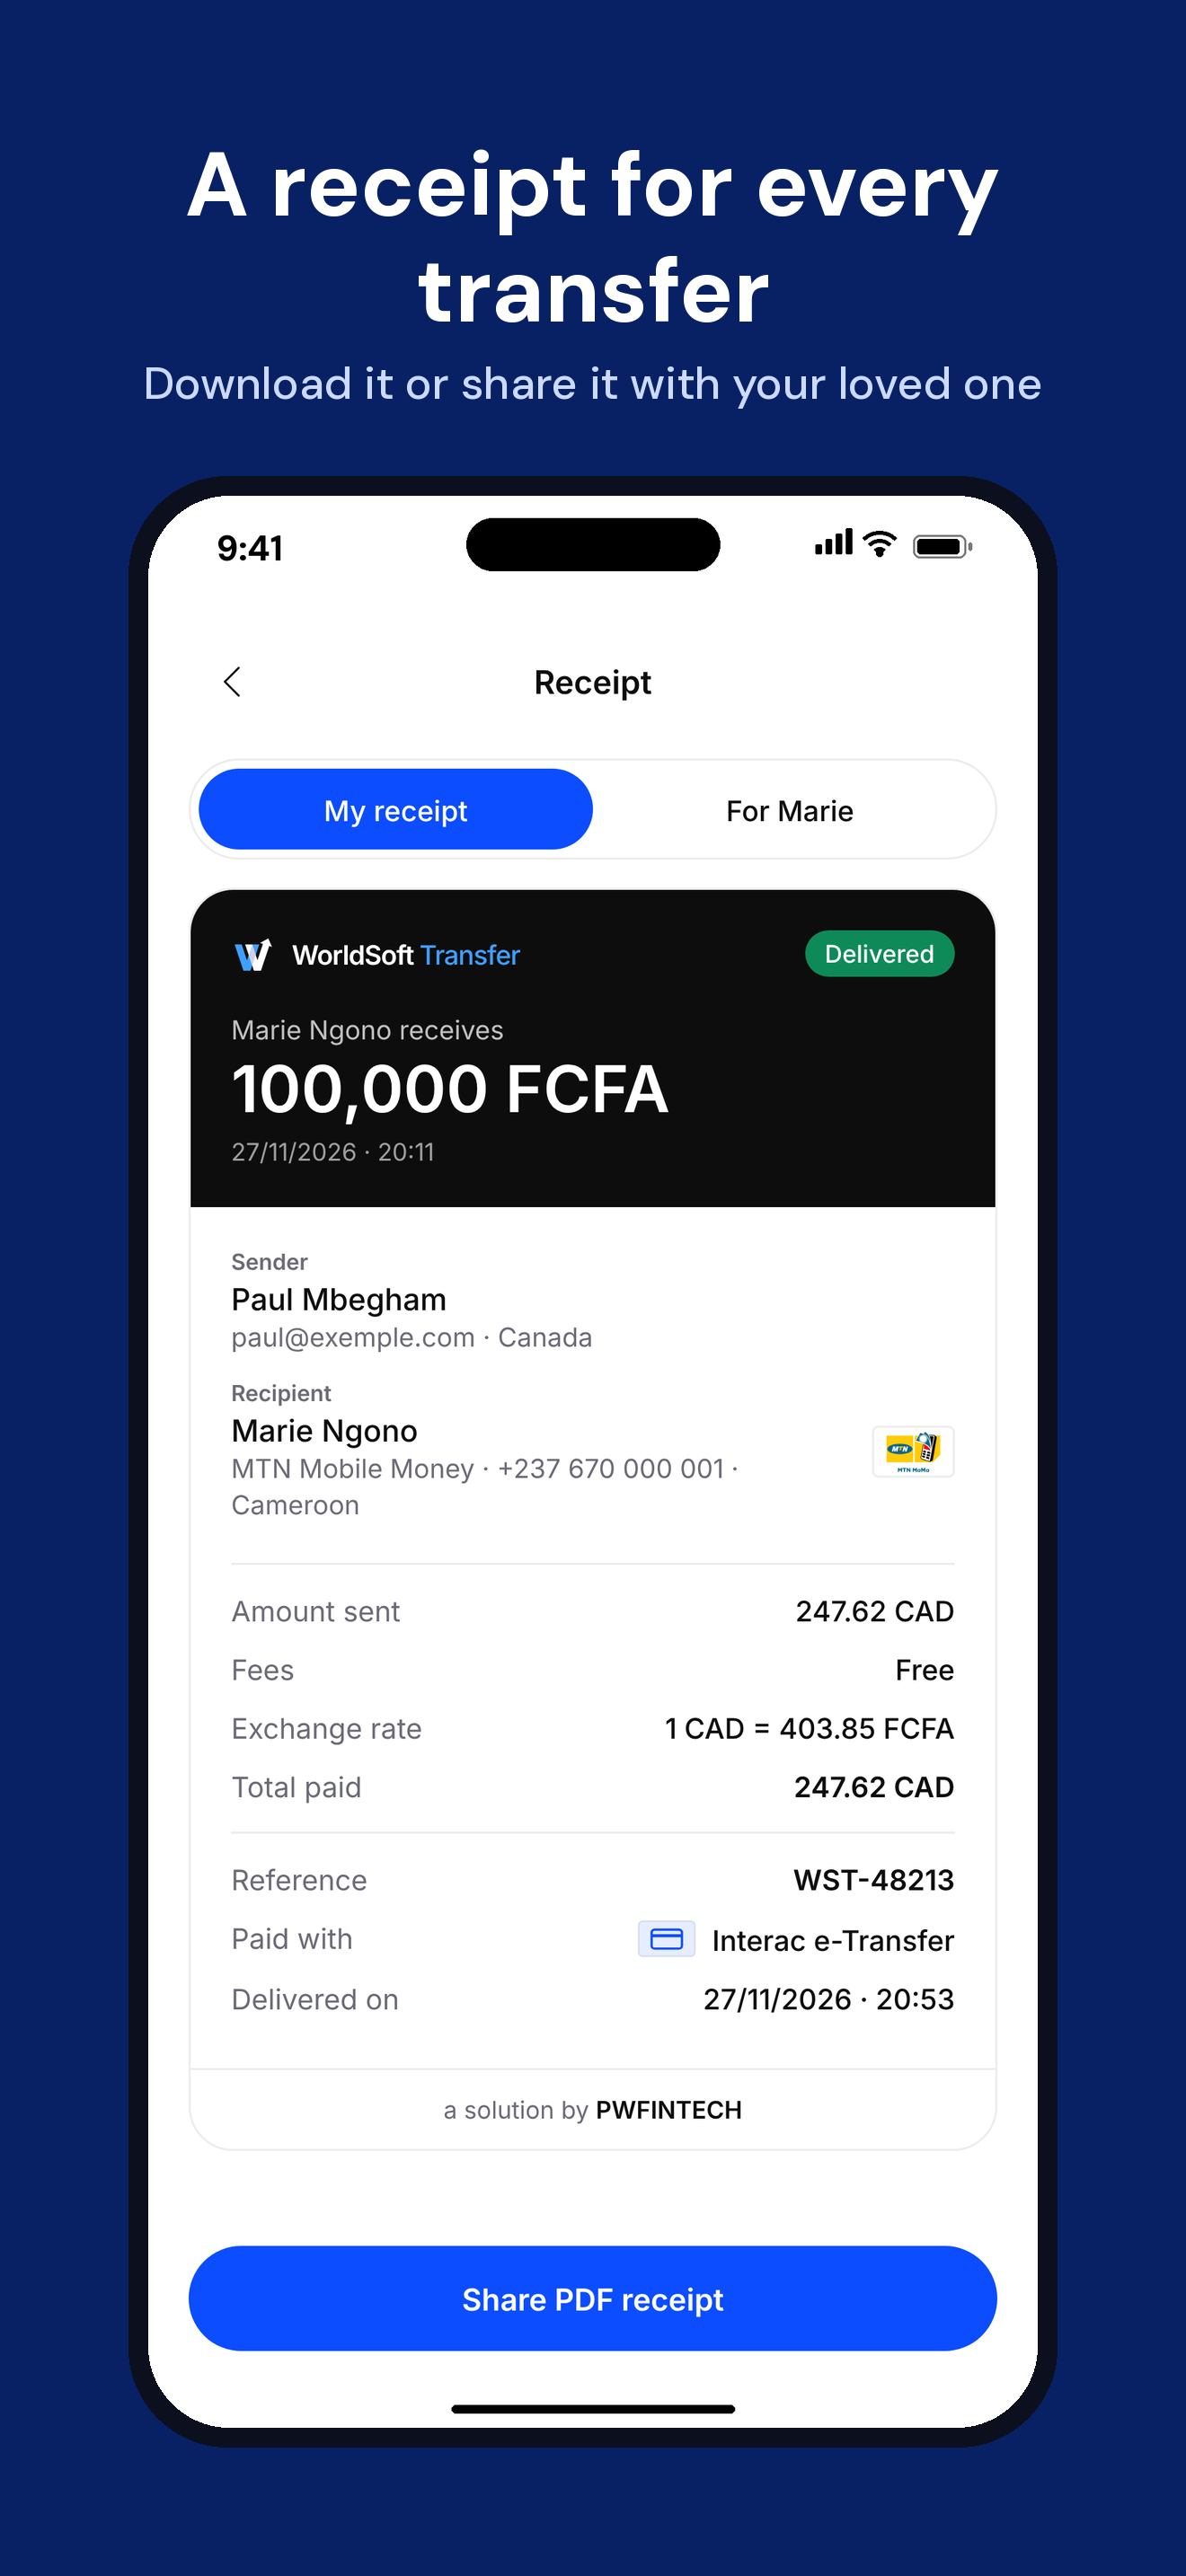 A receipt for every
transfer
Download it or share it with your loved one
9:41
Receipt
My receipt
For Marie
WorldSoft Transfer
Delivered
Marie Ngono receives
100,000 FCFA
27/11/2026 · 20:11
Sender
Paul Mbegham
paul@exemple.com · Canada
Recipient
Marie Ngono
MTN Mobile Money · +237 670 000 001 ·
Cameroon
MTN
MTN MoMo
Amount sent 247.62 CAD
Fees Free
Exchange rate 1 CAD = 403.85 FCFA
Total paid 247.62 CAD
Reference WST-48213
Paid with Interac e-Transfer
Delivered on 27/11/2026 · 20:53
a solution by PWFINTECH
Share PDF receipt